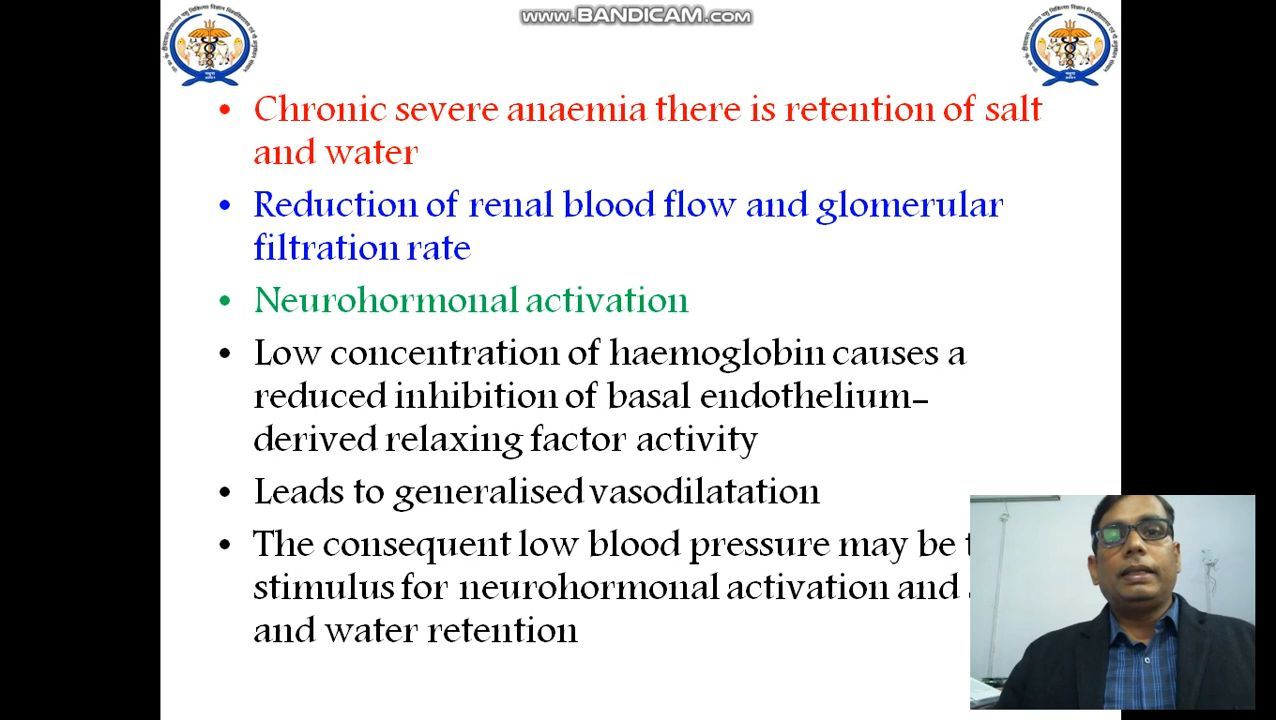 www.BANDICAM.com
• Chronic severe anaemia there is retention of salt
and water
• Reduction of renal blood flow and glomerular
filtration rate
• Neurohormonal activation
• Low concentration of haemoglobin causes a
reduced inhibition of basal endothelium-
derived relaxing factor activity
• Leads to generalised vasodilatation
• The consequent low blood pressure may be
stimulus for neurohormonal activation and
and water retention